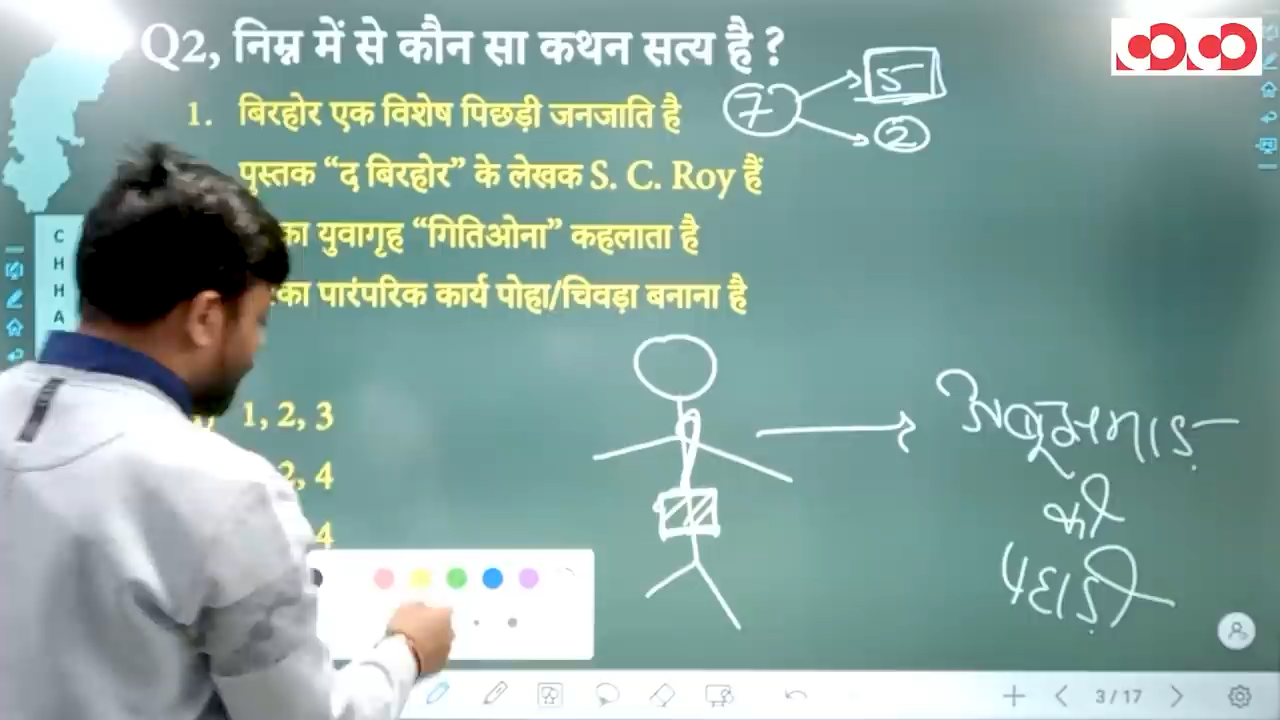 Q2, निम्न में से कौन सा कथन सत्य है ?
1. बिरहोर एक विशेष पिछड़ी जनजाति है
7 5
2
पुस्तक “द बिरहोर” के लेखक S. C. Roy हैं
युवागृह “गितिओना” कहलाता है
पारंपरिक कार्य पोहा/चिवड़ा बनाना है
C
H
H
A
1, 2, 3
2, 4
4
अबूझमाड़
की
पहाड़ी
3 / 17